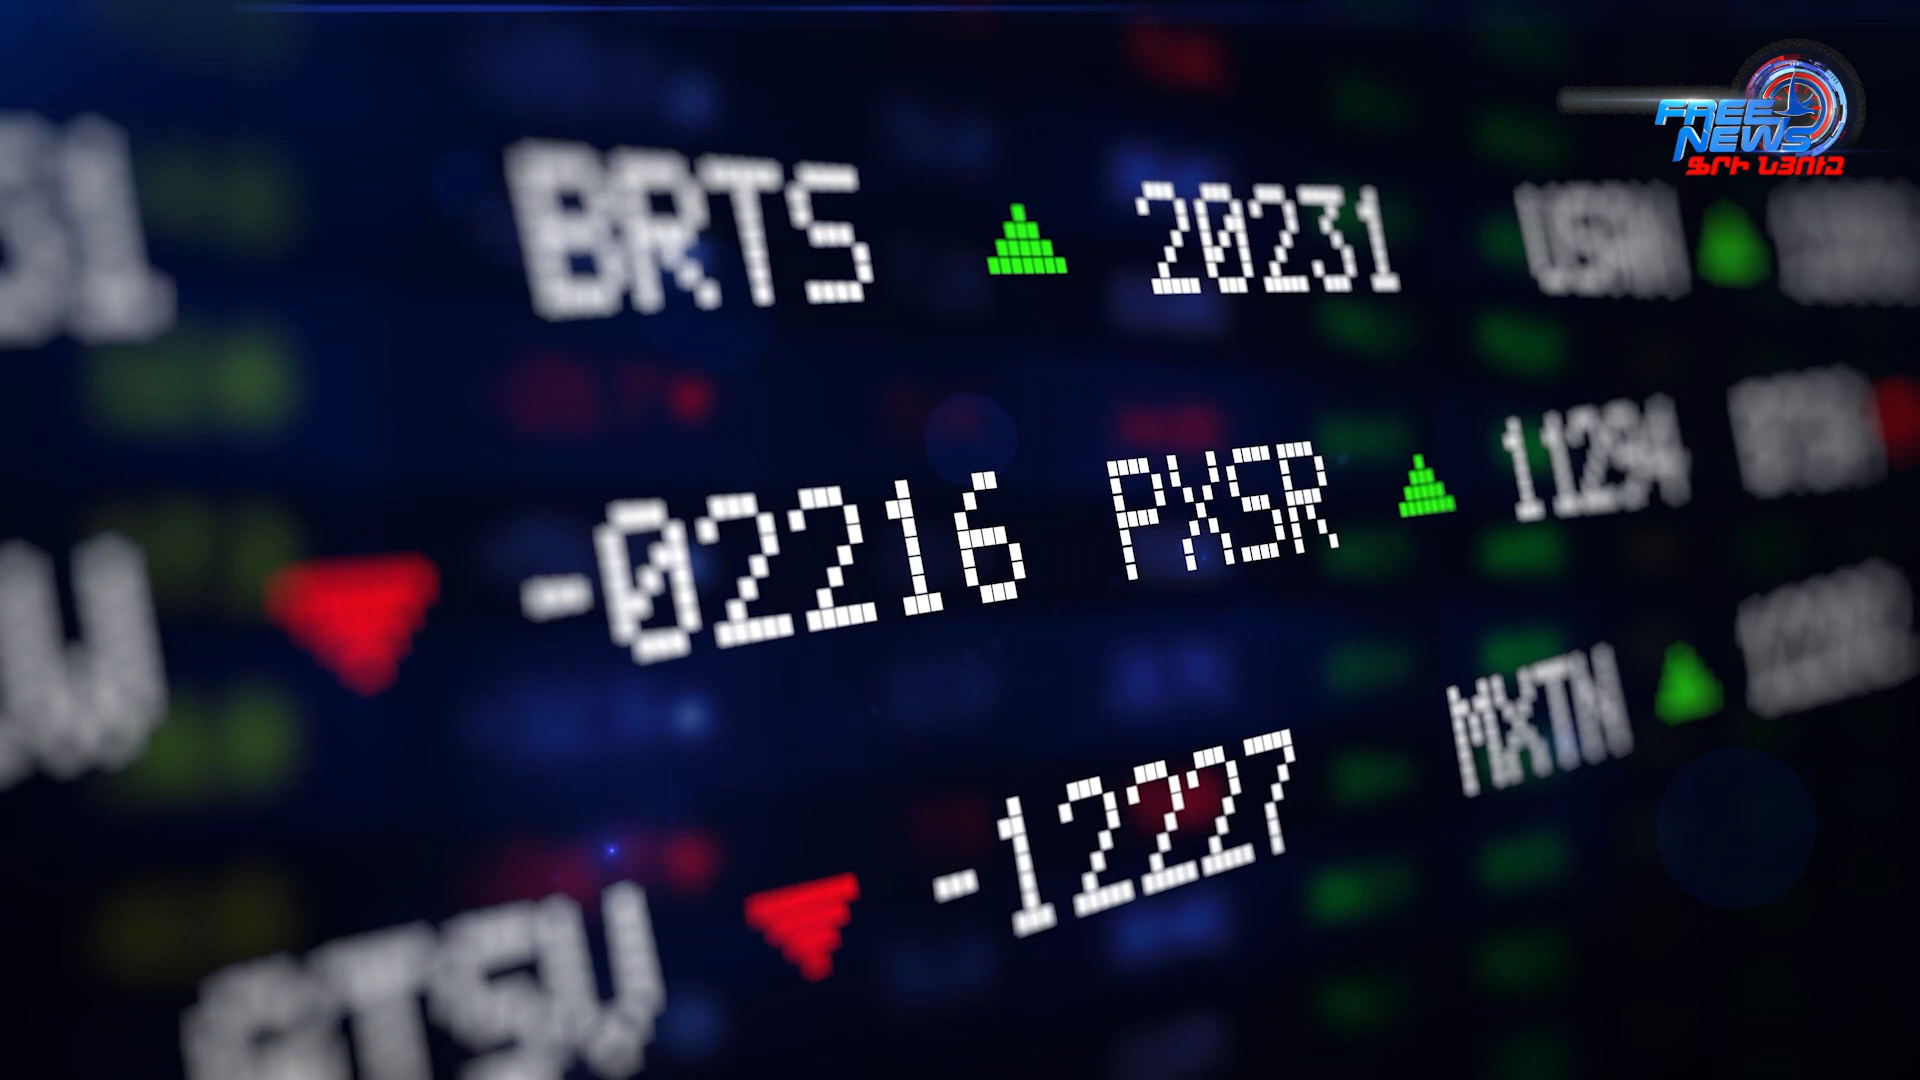 FREE
NEWS
ՖՐԻ ՆՅՈՒԶ
BRTS ▲ 20231
▼ -02216 PXSR ▲ 11294
MXTN ▲
GTSU ▼ -12227